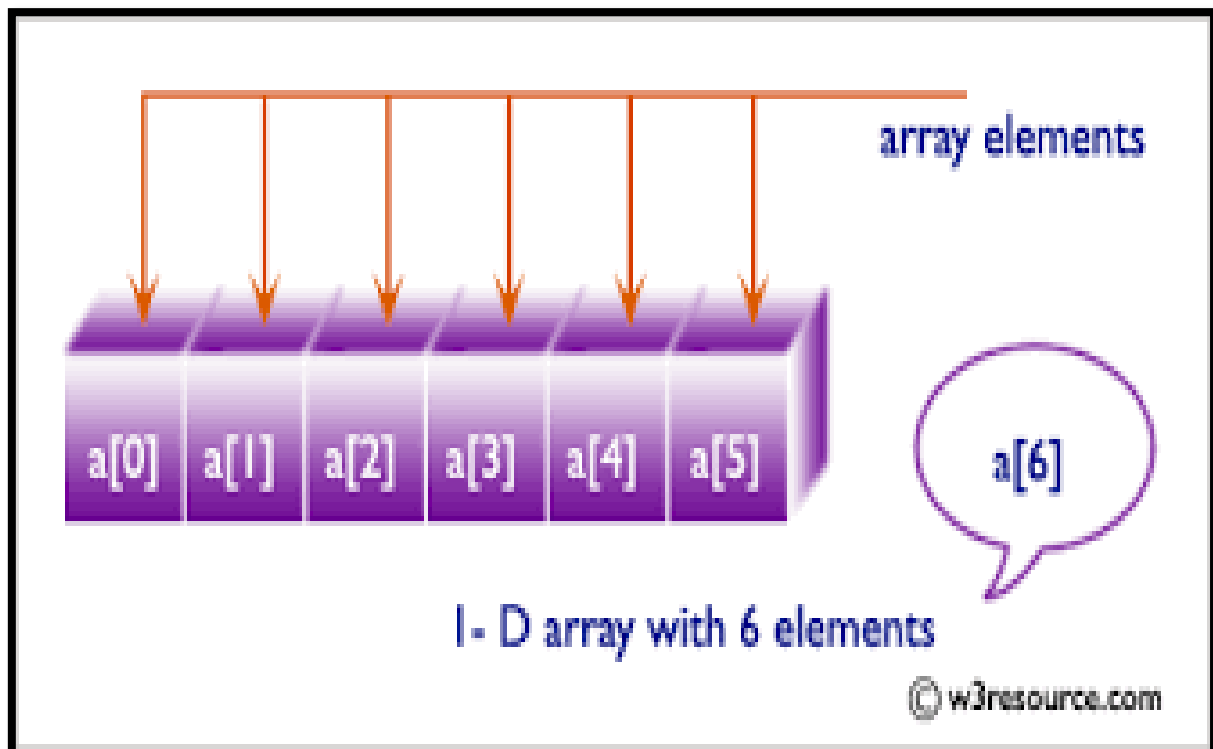 array elements
a[0] a[1] a[2] a[3] a[4] a[5]
a[6]
1- D array with 6 elements
© w3resource.com